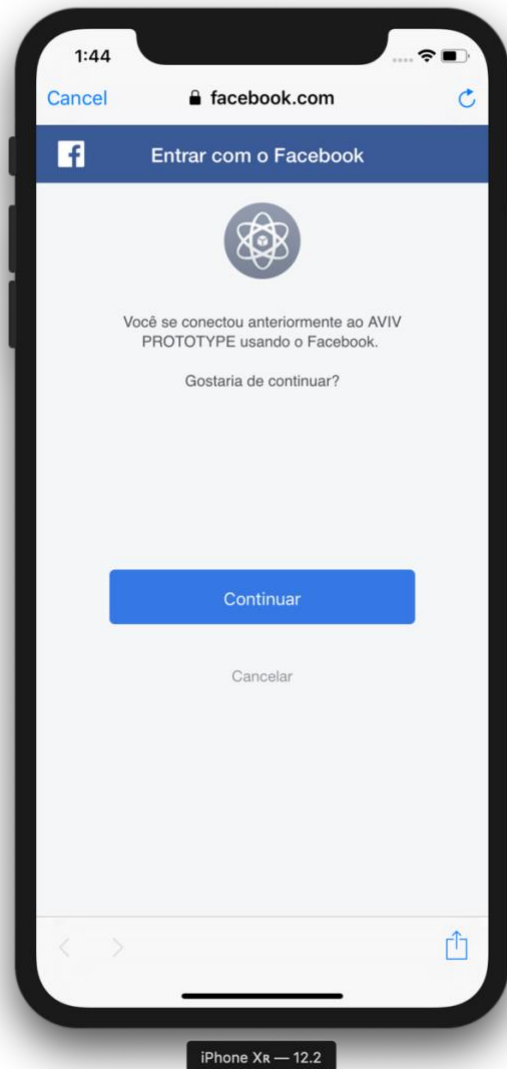 1:44
Cancel facebook.com
f Entrar com o Facebook
Você se conectou anteriormente ao AVIV
PROTOTYPE usando o Facebook.
Gostaria de continuar?
Continuar
Cancelar
iPhone Xʀ — 12.2